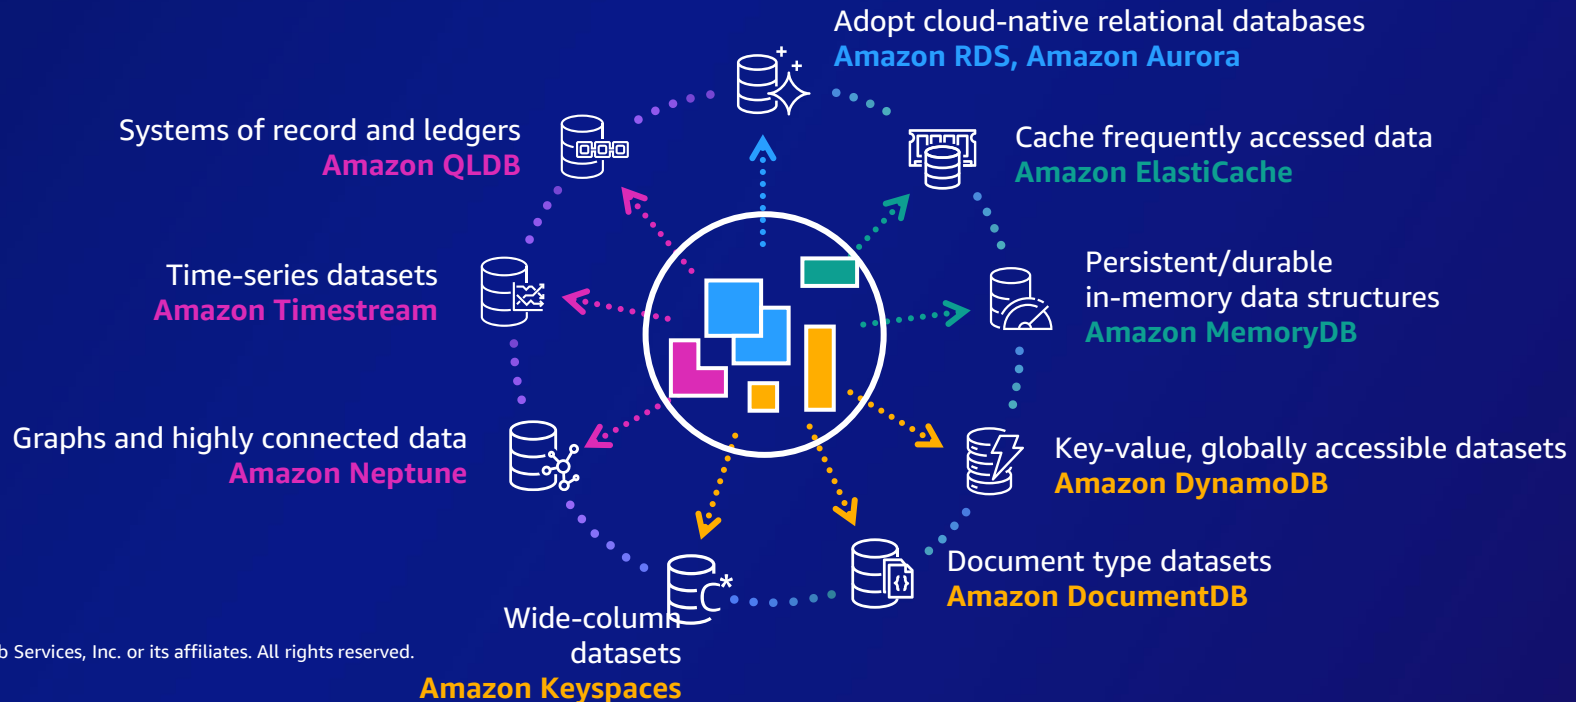 Adopt cloud-native relational databases
Amazon RDS, Amazon Aurora
Cache frequently accessed data
Amazon ElastiCache
Persistent/durable
in-memory data structures
Amazon MemoryDB
Key-value, globally accessible datasets
Amazon DynamoDB
Document type datasets
Amazon DocumentDB
C*
Wide-column
datasets
Amazon Keyspaces
Graphs and highly connected data
Amazon Neptune
Time-series datasets
Amazon Timestream
Systems of record and ledgers
Amazon QLDB
Services, Inc. or its affiliates. All rights reserved.